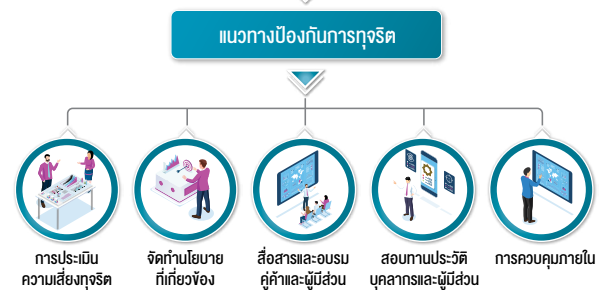 แนวทางป้องกันการทุจริต
การประเมิน
ความเสี่ยงทุจริต
จัดทำนโยบาย
ที่เกี่ยวข้อง
สื่อสารและอบรม
คู่ค้าและผู้มีส่วน
สอบทานประวัติ
บุคลากรและผู้มีส่วน
การควบคุมภายใน